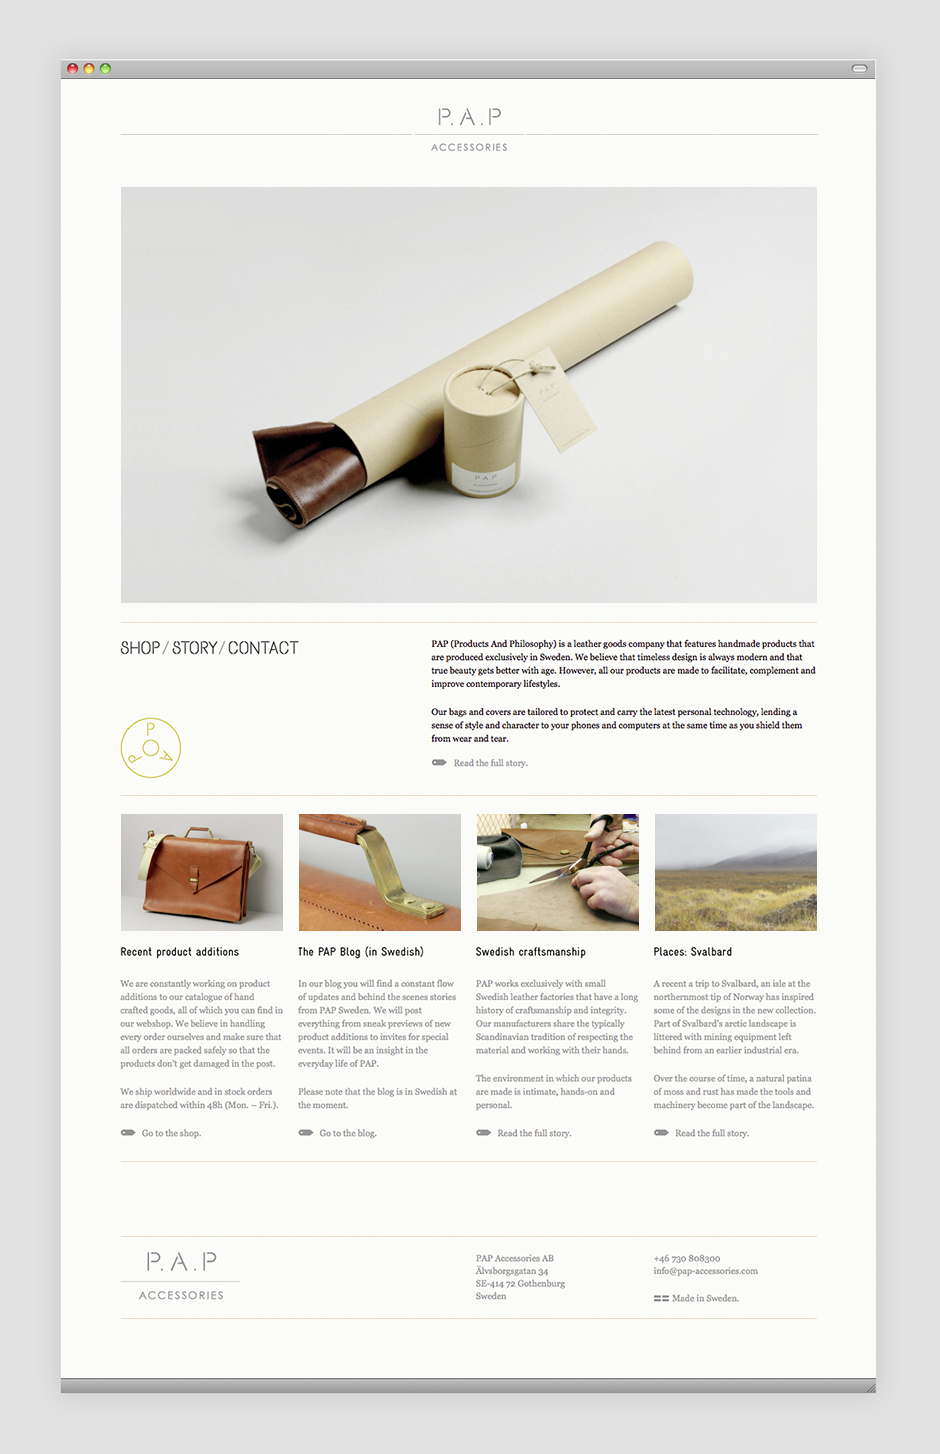 P.A.P
ACCESSORIES
PAP
P.A.P
SHOP / STORY / CONTACT
PAP (Products And Philosophy) is a leather goods company that features handmade products that
are produced exclusively in Sweden. We believe that timeless design is always modern and that
true beauty gets better with age. However, all our products are made to facilitate, complement and
improve contemporary lifestyles.
Our bags and covers are tailored to protect and carry the latest personal technology, lending a
sense of style and character to your phones and computers at the same time as you shield them
from wear and tear.
Read the full story.
P A P
Recent product additions
We are constantly working on product
additions to our catalogue of hand
crafted goods, all of which you can find in
our webshop. We believe in handling
every order ourselves and make sure that
all orders are packed safely so that the
products don't get damaged in the post.
We ship worldwide and in stock orders
are dispatched within 48h (Mon. – Fri.).
Go to the shop.
The PAP Blog (in Swedish)
In our blog you will find a constant flow
of updates and behind the scenes stories
from PAP Sweden. We will post
everything from sneak previews of new
product additions to invites for special
events. It will be an insight in the
everyday life of PAP.
Please note that the blog is in Swedish at
the moment.
Go to the blog.
Swedish craftsmanship
PAP works exclusively with small
Swedish leather factories that have a long
history of craftsmanship and integrity.
Our manufacturers share the typically
Scandinavian tradition of respecting the
material and working with their hands.
The environment in which our products
are made is intimate, hands-on and
personal.
Read the full story.
Places: Svalbard
A recent a trip to Svalbard, an isle at the
northernmost tip of Norway has inspired
some of the designs in the new collection.
Part of Svalbard's arctic landscape is
littered with mining equipment left
behind from an earlier industrial era.
Over the course of time, a natural patina
of moss and rust has made the tools and
machinery become part of the landscape.
Read the full story.
P.A.P
ACCESSORIES
PAP Accessories AB
Älvsborgsgatan 34
SE-414 72 Gothenburg
Sweden
+46 730 808300
info@pap-accessories.com
Made in Sweden.